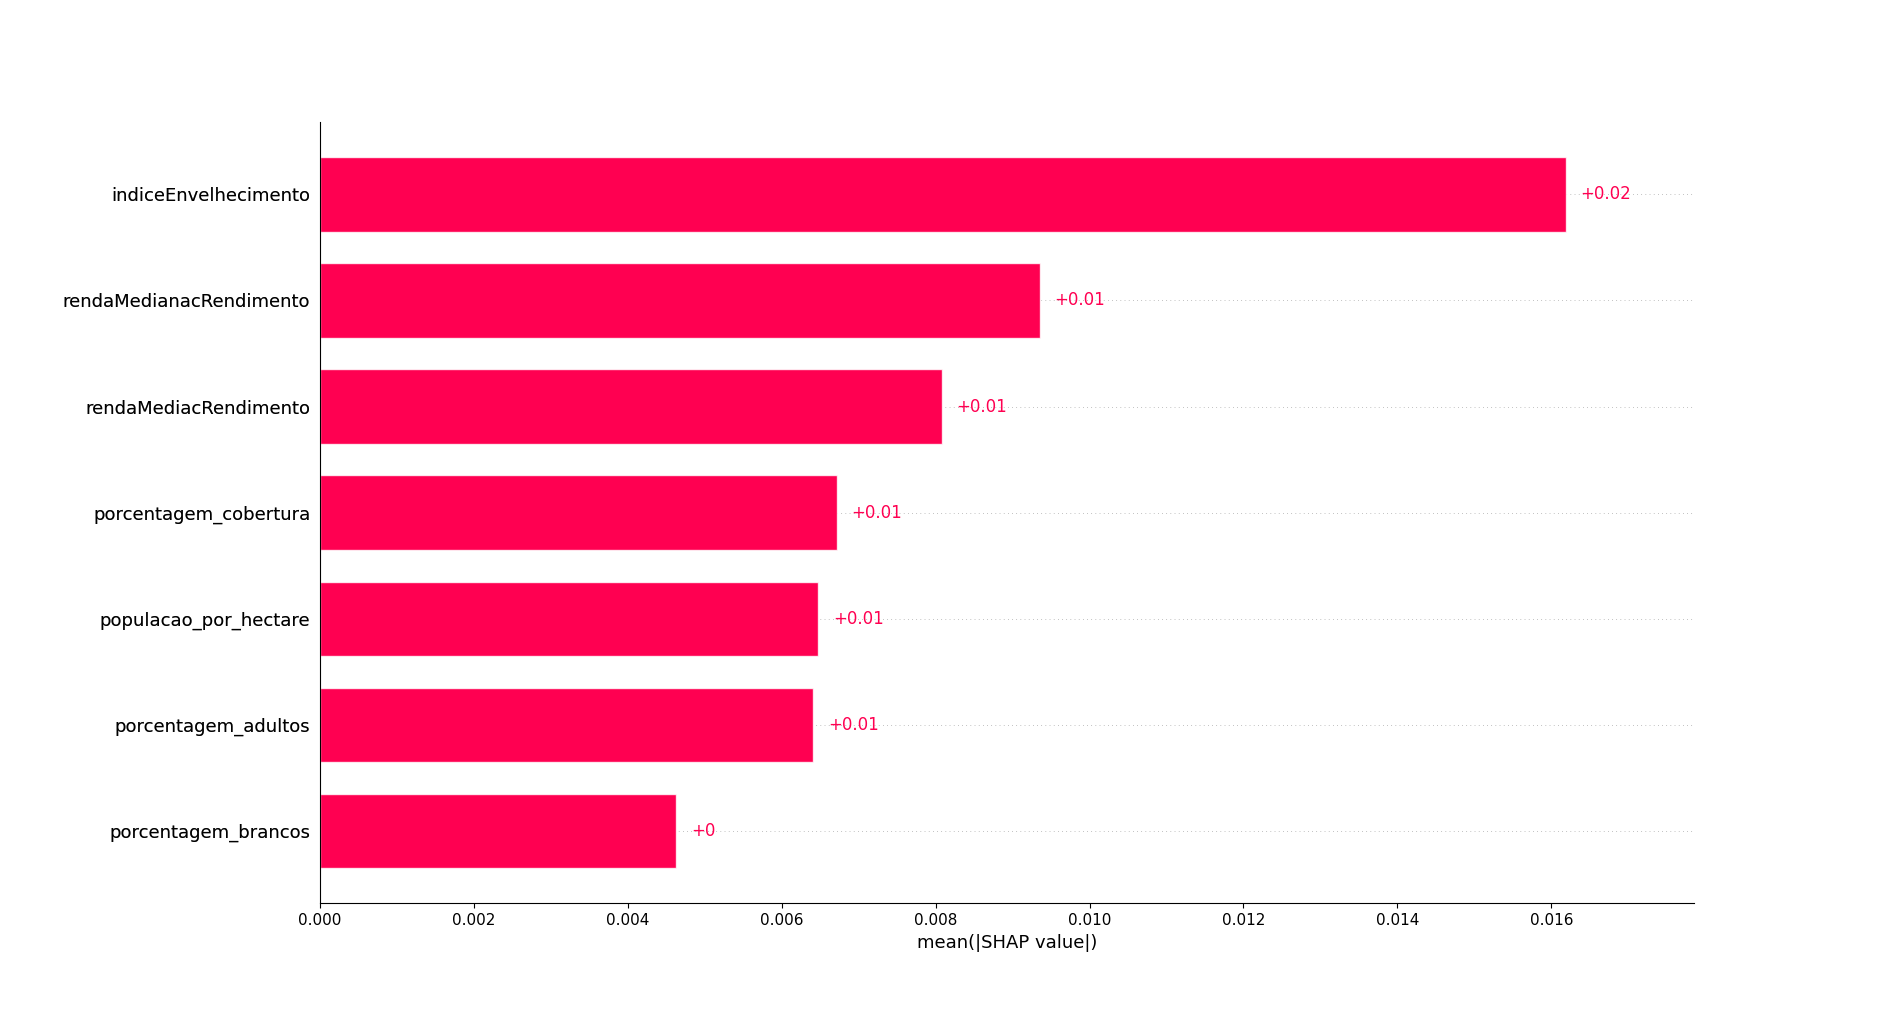 indiceEnvelhecimento +0.02
rendaMedianacRendimento +0.01
rendaMediacRendimento +0.01
porcentagem_cobertura +0.01
populacao_por_hectare +0.01
porcentagem_adultos +0.01
porcentagem_brancos +0
0.000 0.002 0.004 0.006 0.008 0.010 0.012 0.014 0.016
mean(|SHAP value|)